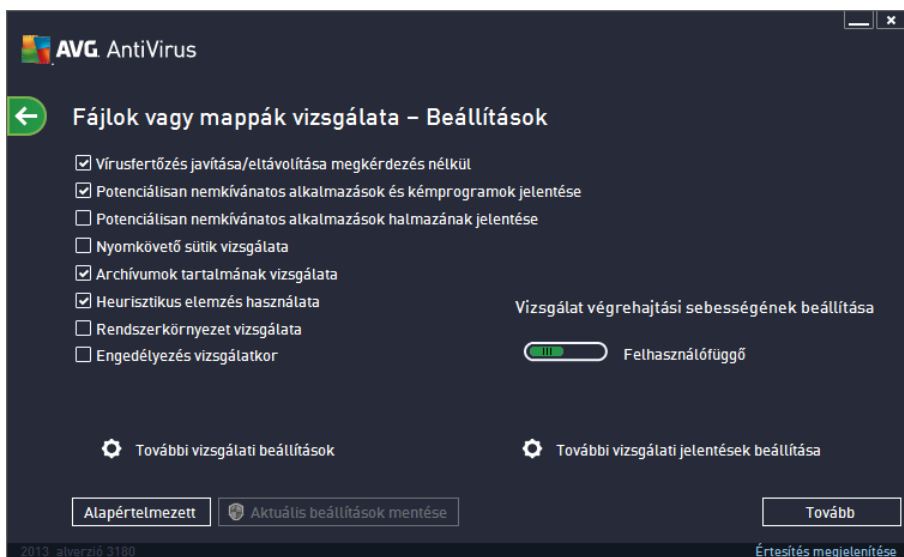 AVG. AntiVirus
Fájlok vagy mappák vizsgálata – Beállítások
Vírusfertőzés javítása/eltávolítása megkérdezés nélkül
Potenciálisan nemkívánatos alkalmazások és kémprogramok jelentése
Potenciálisan nemkívánatos alkalmazások halmazának jelentése
Nyomkövető sütik vizsgálata
Archívumok tartalmának vizsgálata
Heurisztikus elemzés használata
Rendszerkörnyezet vizsgálata
Engedélyezés vizsgálatkor
Vizsgálat végrehajtási sebességének beállítása
Felhasználófüggő
További vizsgálati beállítások
További vizsgálati jelentések beállítása
Alapértelmezett
Aktuális beállítások mentése
Tovább
2013 alverzió 3180
Értesítés megjelenítése